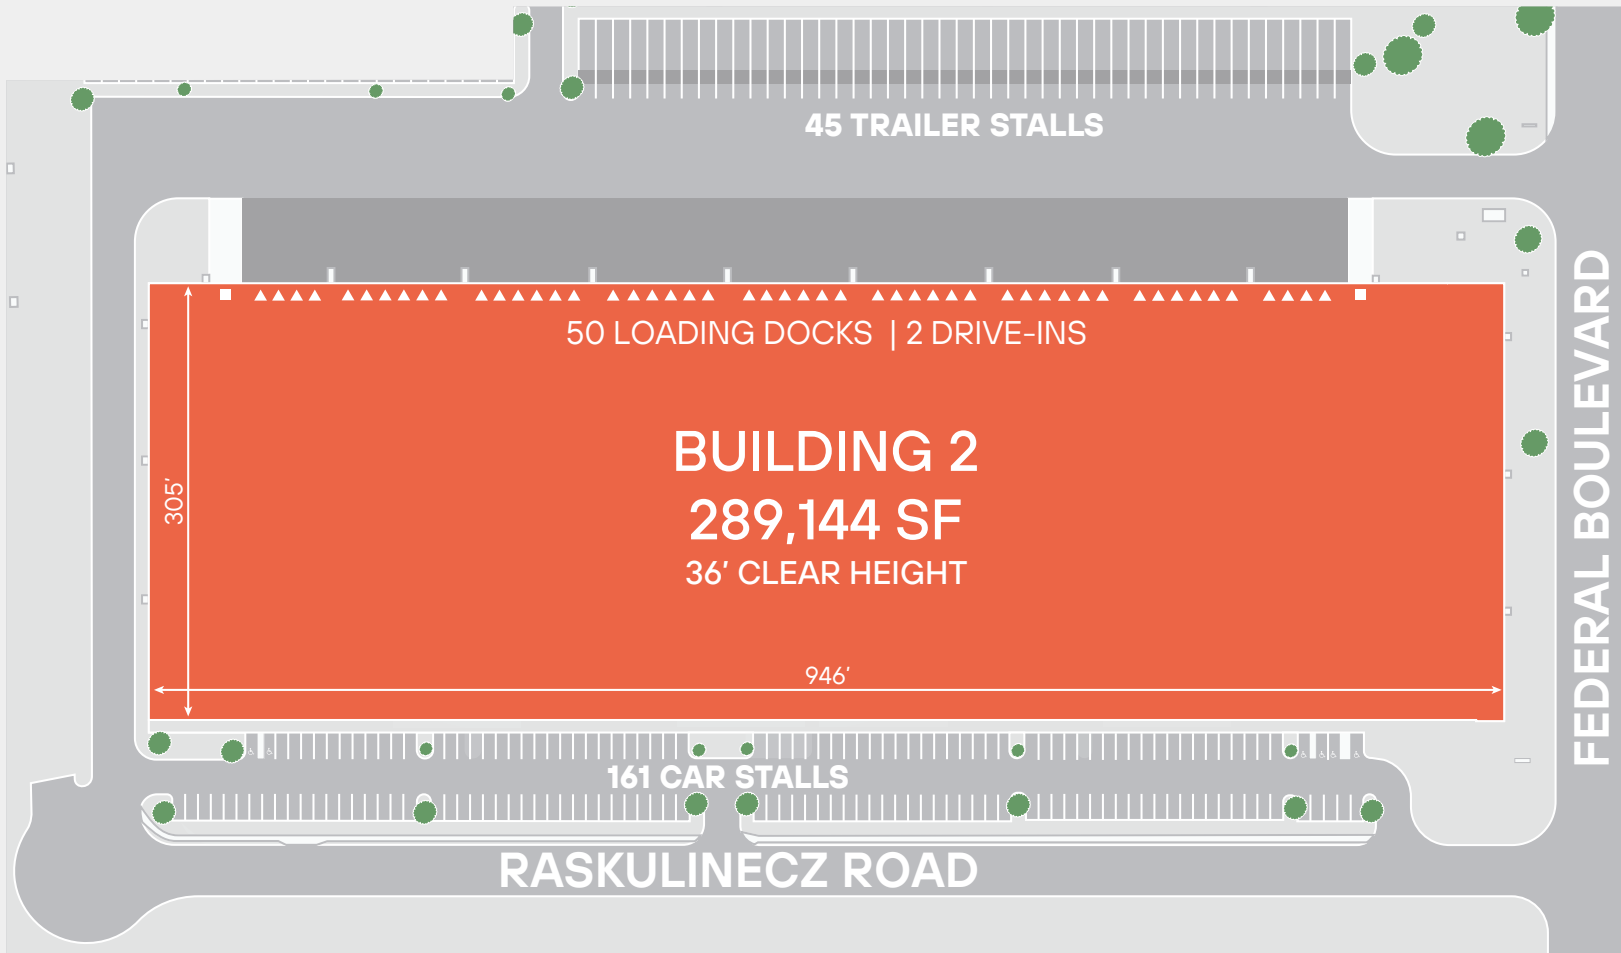 45 TRAILER STALLS
50 LOADING DOCKS | 2 DRIVE-INS
BUILDING 2
289,144 SF
36' CLEAR HEIGHT
305'
946'
161 CAR STALLS
RASKULINECZ ROAD
FEDERAL BOULEVARD